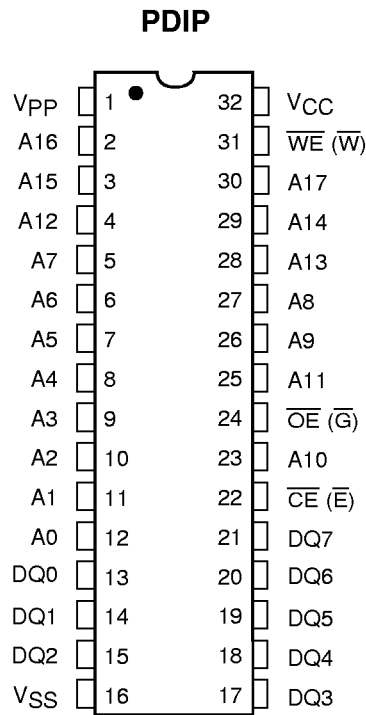 PDIP
VPP 1 32 VCC
A16 2 31 W̅E̅ (W̅)
A15 3 30 A17
A12 4 29 A14
A7 5 28 A13
A6 6 27 A8
A5 7 26 A9
A4 8 25 A11
A3 9 24 O̅E̅ (G̅)
A2 10 23 A10
A1 11 22 C̅E̅ (E̅)
A0 12 21 DQ7
DQ0 13 20 DQ6
DQ1 14 19 DQ5
DQ2 15 18 DQ4
VSS 16 17 DQ3